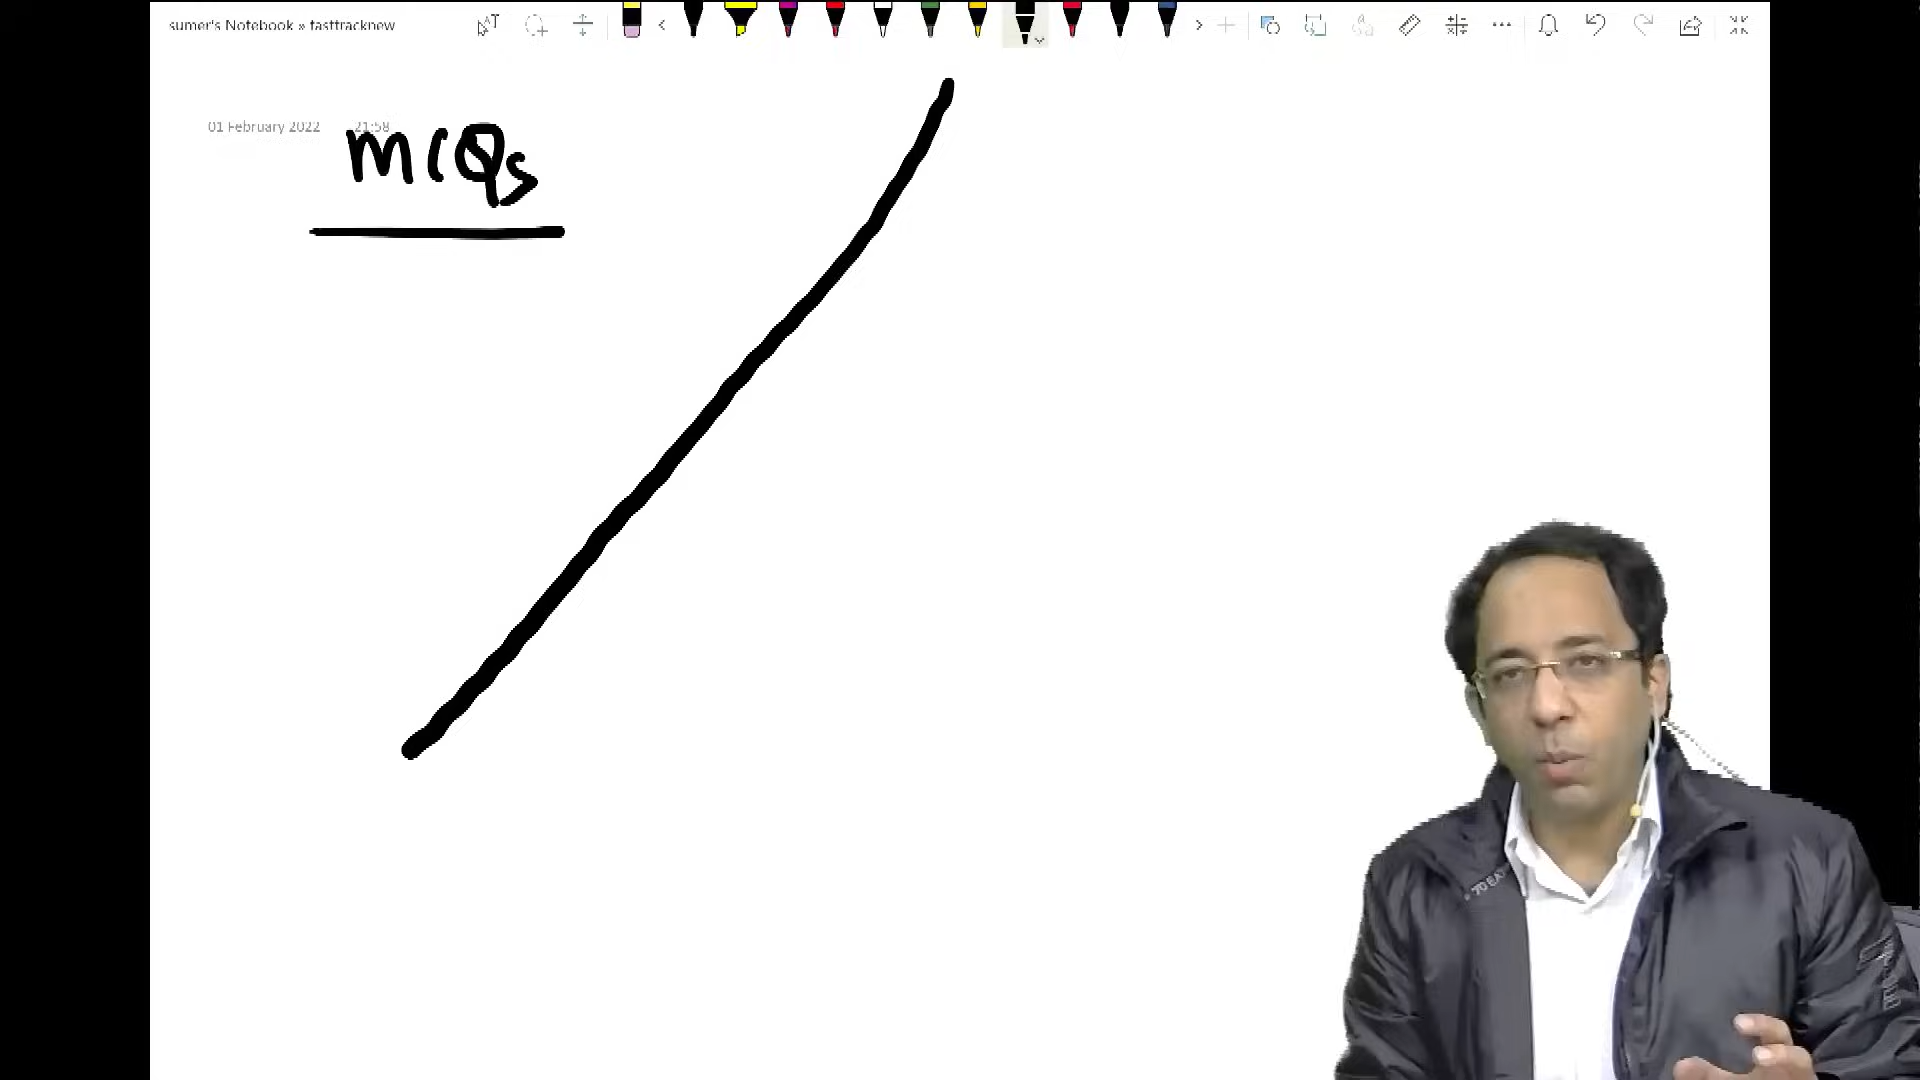 sumer's Notebook » fasttracknew
01 February 2022 21:58
MCQs